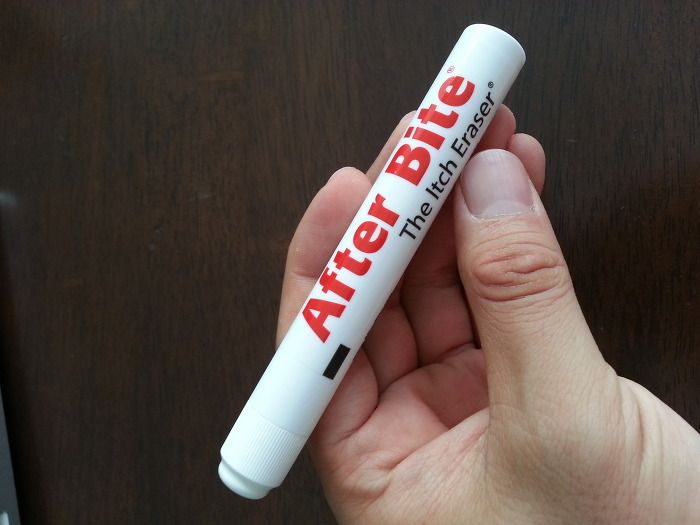 After Bite®
The Itch Eraser®